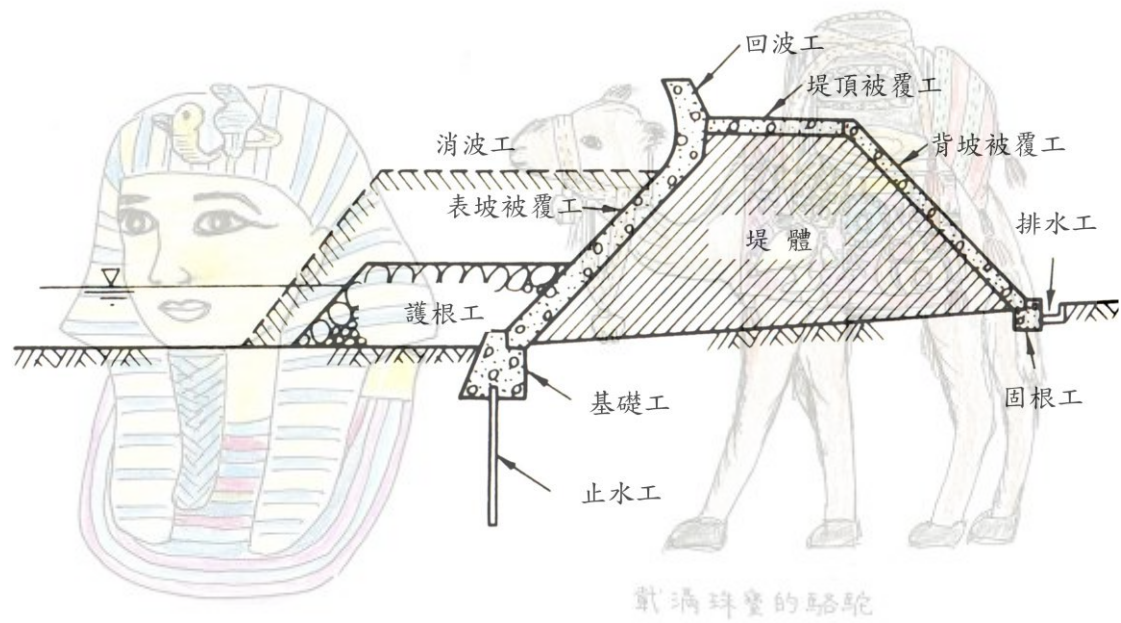 回波工
堤頂被覆工
消波工
背坡被覆工
表坡被覆工
排水工
堤體
護根工
固根工
基礎工
止水工
載滿珠寶的駱駝